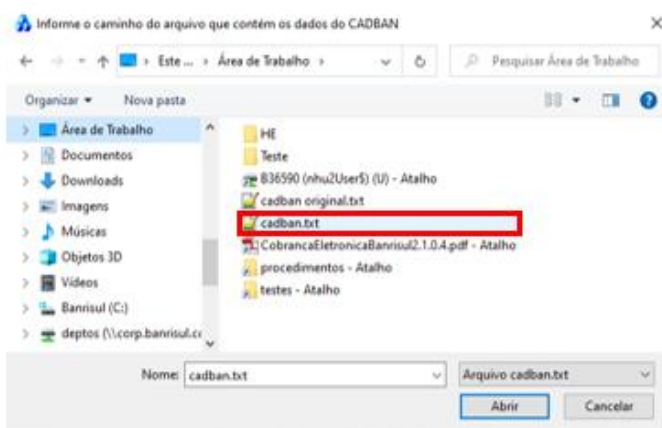 Informe o caminho do arquivo que contém os dados do CADBAN
Este ... › Área de Trabalho ›
Pesquisar Área de Trabalho
Organizar
Nova pasta
Área de Trabalho
Documentos
Downloads
Imagens
Músicas
Objetos 3D
Vídeos
Banrisul (C:)
deptos (\\corp.banrisul.
HE
Teste
B36590 (nhu2User$) (U) - Atalho
cadban original.txt
cadban.txt
CobrancaEletronicaBanrisul2.1.0.4.pdf - Atalho
procedimentos - Atalho
testes - Atalho
Nome: cadban.txt
Arquivo cadban.txt
Abrir
Cancelar